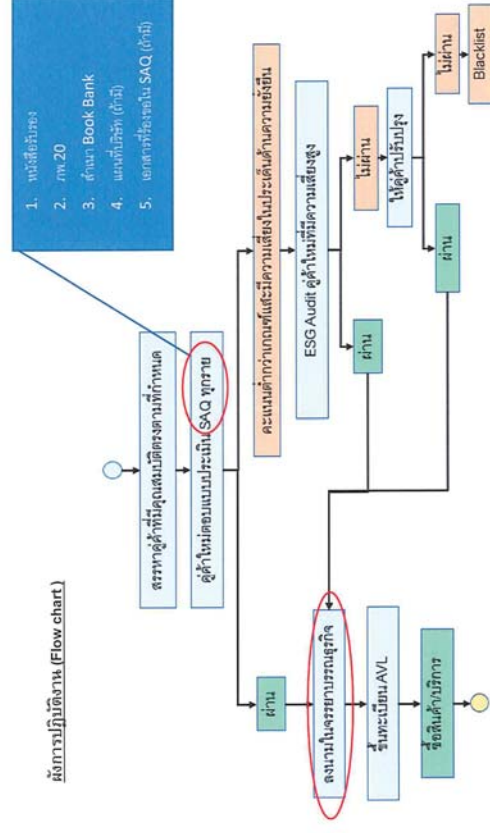 ผังการปฏิบัติงาน (Flow chart)
1. หนังสือรับรอง
2. ภพ.20
3. สำเนา Book Bank
4. แผนที่บริษัท (ถ้ามี)
5. เอกสารที่ร้องขอใน SAQ (ถ้ามี)
สรรหาคู่ค้าที่มีคุณสมบัติตรงตามที่กำหนด
คู่ค้าใหม่ตอบแบบประเมิน SAQ ทุกราย
ผ่าน
คะแนนต่ำกว่าเกณฑ์และมีความเสี่ยงในประเด็นด้านความยั่งยืน
ลงนามในจรรยาบรรณธุรกิจ
ESG Audit คู่ค้าใหม่ที่มีความเสี่ยงสูง
ขึ้นทะเบียน AVL
ผ่าน
ไม่ผ่าน
ซื้อสินค้า/บริการ
ให้คู่ค้าปรับปรุง
ผ่าน
ไม่ผ่าน
Blacklist